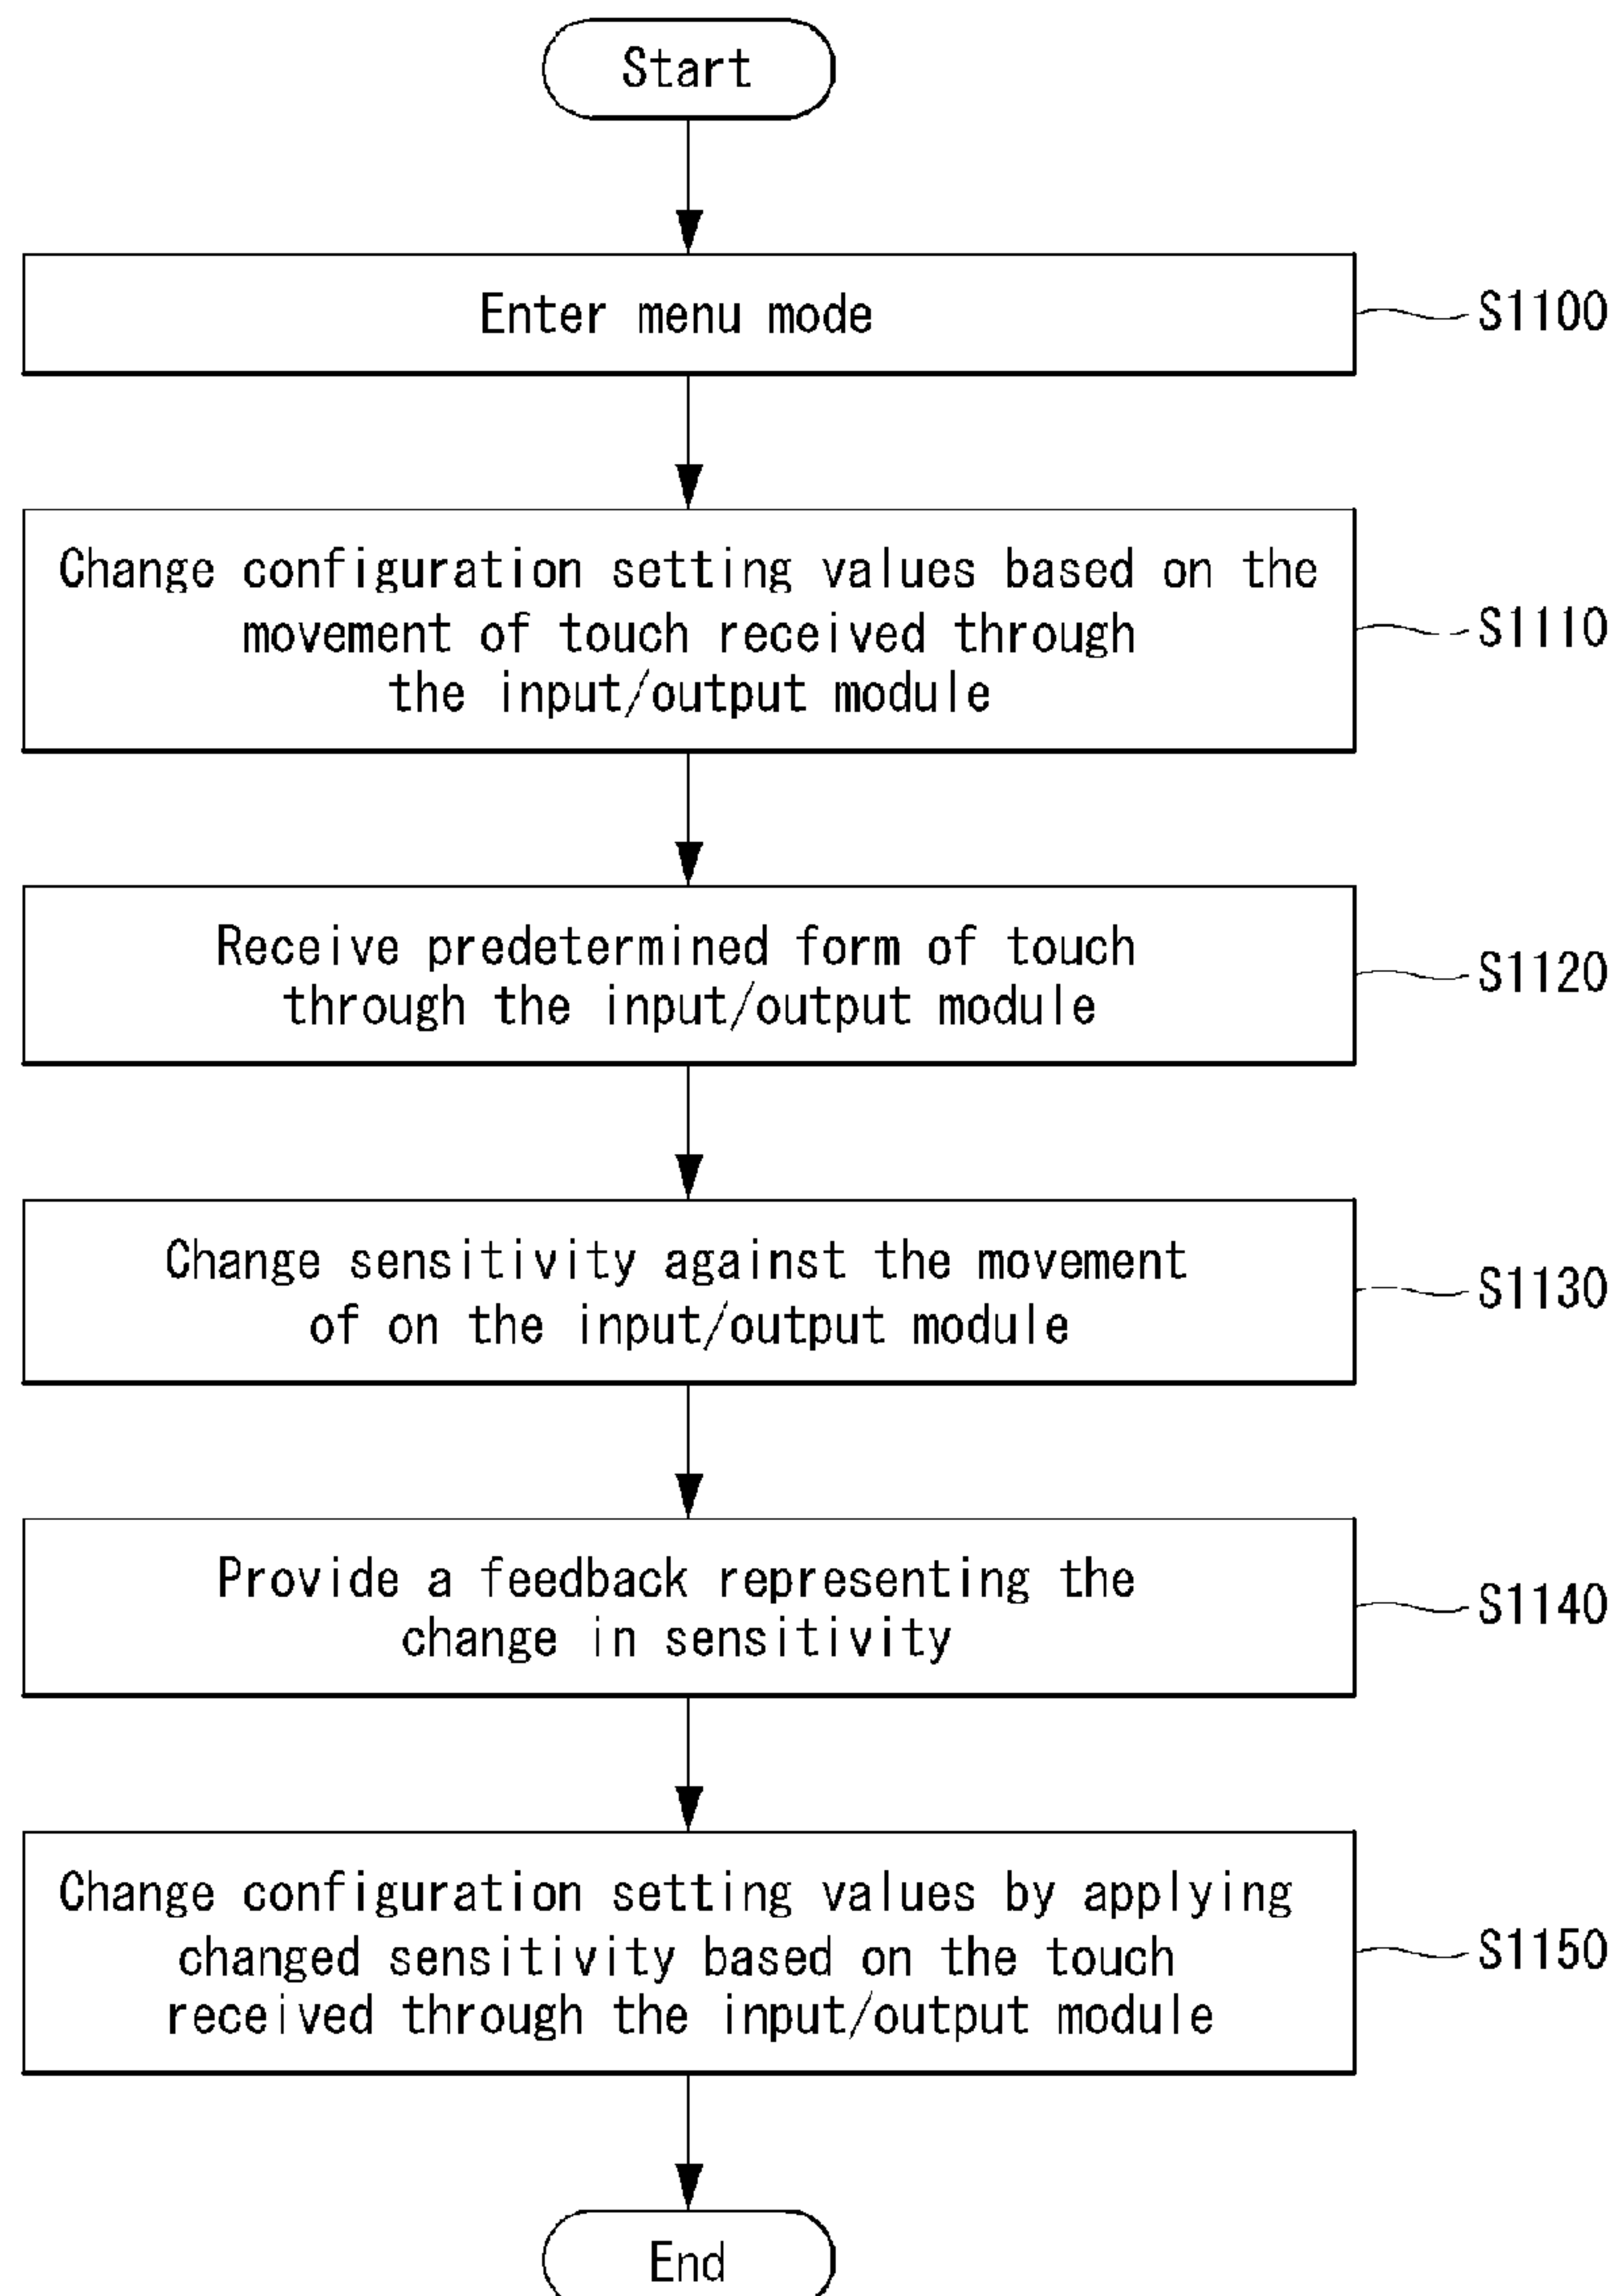 Start
Enter menu mode
S1100
Change configuration setting values based on the
movement of touch received through
the input/output module
S1110
Receive predetermined form of touch
through the input/output module
S1120
Change sensitivity against the movement
of on the input/output module
S1130
Provide a feedback representing the
change in sensitivity
S1140
Change configuration setting values by applying
changed sensitivity based on the touch
received through the input/output module
S1150
End